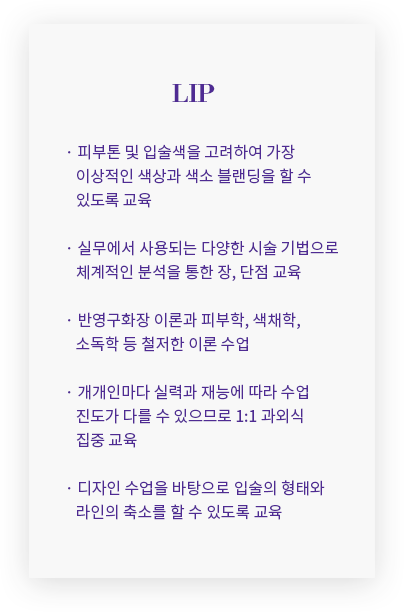 LIP
· 피부톤 및 입술색을 고려하여 가장
이상적인 색상과 색소 블랜딩을 할 수
있도록 교육
· 실무에서 사용되는 다양한 시술 기법으로
체계적인 분석을 통한 장, 단점 교육
· 반영구화장 이론과 피부학, 색채학,
소독학 등 철저한 이론 수업
· 개개인마다 실력과 재능에 따라 수업
진도가 다를 수 있으므로 1:1 과외식
집중 교육
· 디자인 수업을 바탕으로 입술의 형태와
라인의 축소를 할 수 있도록 교육